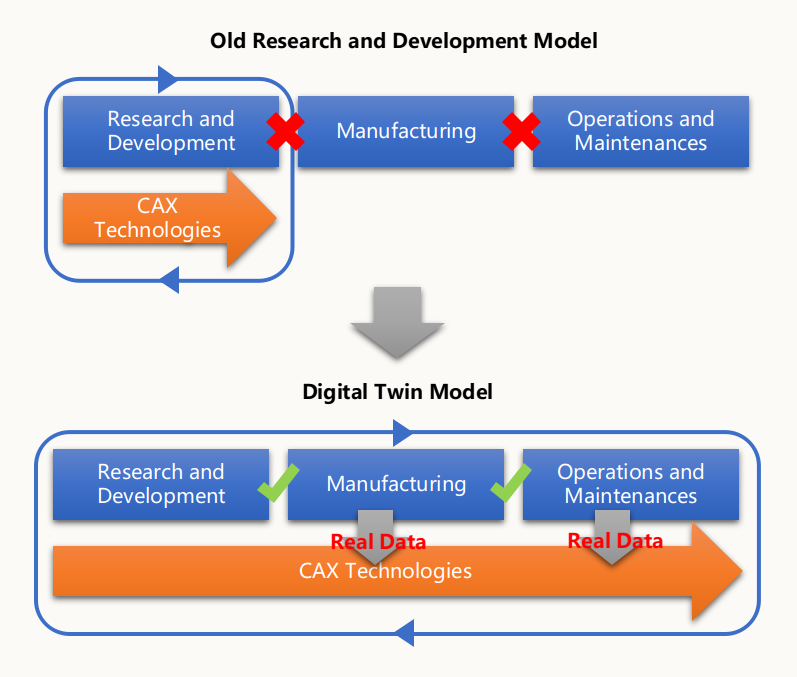 Old Research and Development Model
Research and
Development
Manufacturing
Operations and
Maintenances
CAX
Technologies
Digital Twin Model
Research and
Development
Manufacturing
Operations and
Maintenances
Real Data
Real Data
CAX Technologies